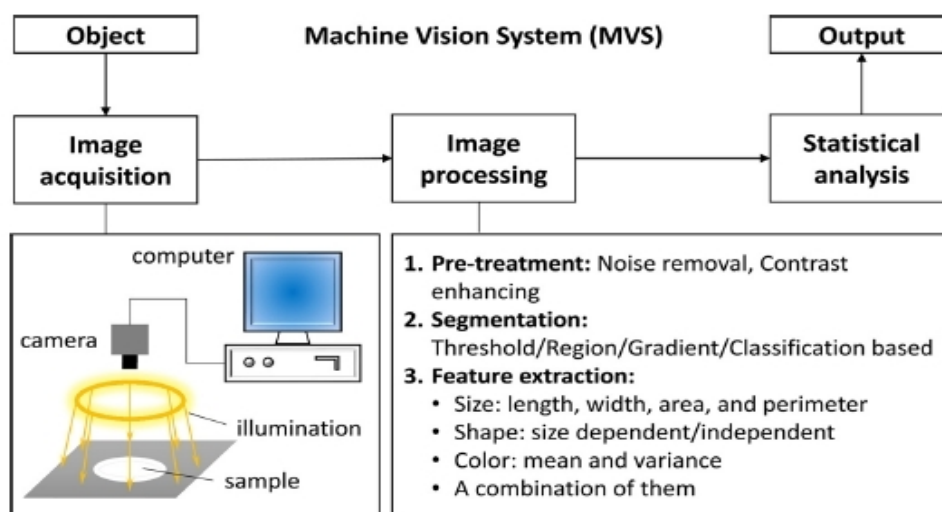 Object
Machine Vision System (MVS)
Output
Image
acquisition
Image
processing
Statistical
analysis
computer
camera
illumination
sample
1. Pre-treatment: Noise removal, Contrast
enhancing
2. Segmentation:
Threshold/Region/Gradient/Classification based
3. Feature extraction:
• Size: length, width, area, and perimeter
• Shape: size dependent/independent
• Color: mean and variance
• A combination of them